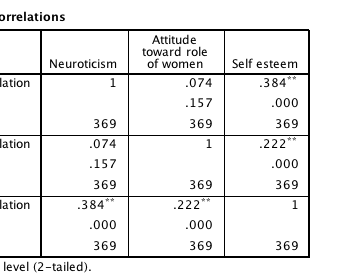 orrelations
Neuroticism Attitude toward role of women Self esteem
lation 1 .074 .384**
.157 .000
369 369 369
lation .074 1 .222**
.157 .000
369 369 369
lation .384** .222** 1
.000 .000
369 369 369
level (2-tailed).